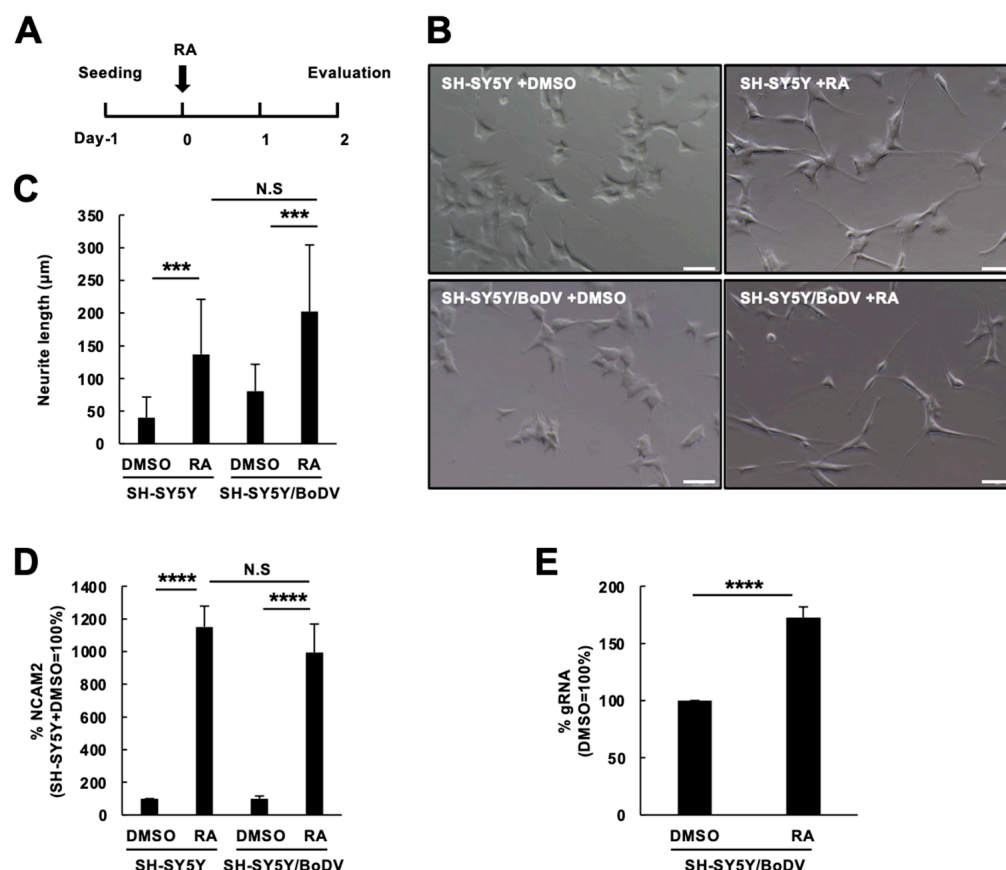 A
RA
Seeding
Evaluation
Day-1 0 1 2
B
SH-SY5Y +DMSO
SH-SY5Y +RA
SH-SY5Y/BoDV +DMSO
SH-SY5Y/BoDV +RA
C
N.S
***
***
Neurite length (μm)
350
300
250
200
150
100
50
0
DMSO RA DMSO RA
SH-SY5Y SH-SY5Y/BoDV
D
N.S
****
****
% NCAM2
(SH-SY5Y+DMSO=100%)
1400
1200
1000
800
600
400
200
0
DMSO RA DMSO RA
SH-SY5Y SH-SY5Y/BoDV
E
****
% gRNA
(DMSO=100%)
200
150
100
50
0
DMSO RA
SH-SY5Y/BoDV